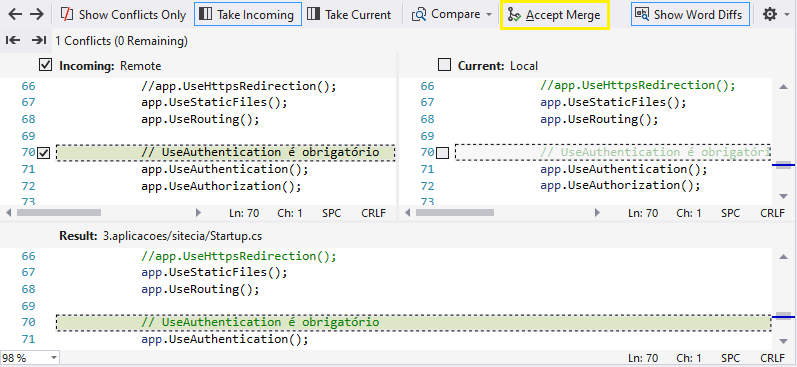 Show Conflicts Only Take Incoming Take Current Compare Accept Merge Show Word Diffs
1 Conflicts (0 Remaining)
Incoming: Remote
66 //app.UseHttpsRedirection();
67 app.UseStaticFiles();
68 app.UseRouting();
69
70 // UseAuthentication é obrigatório
71 app.UseAuthentication();
72 app.UseAuthorization();
73
Ln: 70 Ch: 1 SPC CRLF
Current: Local
66 //app.UseHttpsRedirection();
67 app.UseStaticFiles();
68 app.UseRouting();
69
70 // UseAuthentication é obrigatóri
71 app.UseAuthentication();
72 app.UseAuthorization();
73
Ln: 70 Ch: 1 SPC CRLF
Result: 3.aplicacoes/sitecia/Startup.cs
66 //app.UseHttpsRedirection();
67 app.UseStaticFiles();
68 app.UseRouting();
69
70 // UseAuthentication é obrigatório
71 app.UseAuthentication();
98 % Ln: 70 Ch: 1 SPC CRLF